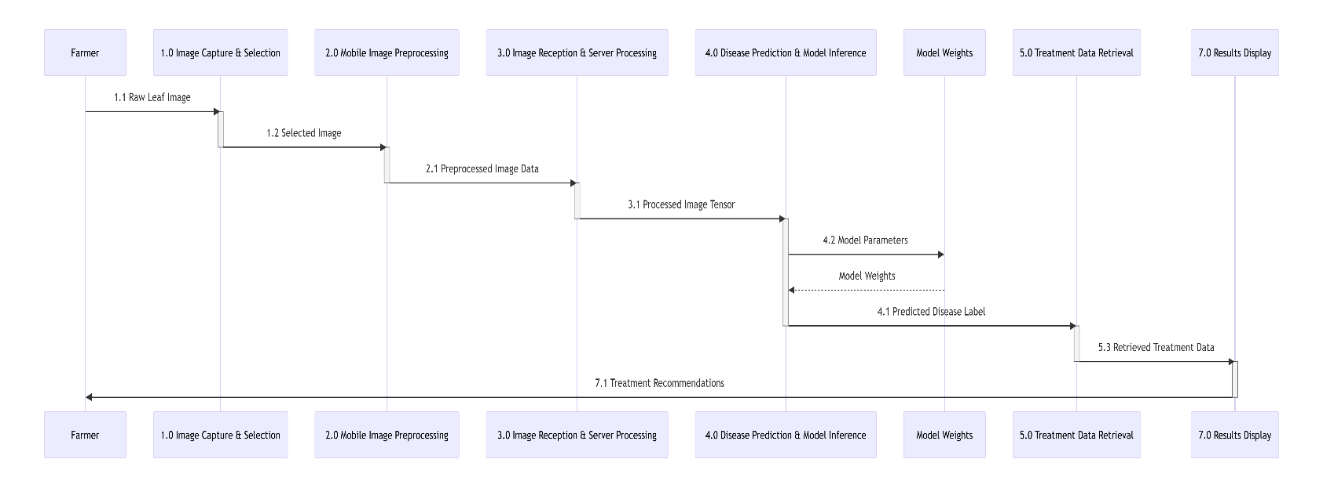 Farmer
1.0 Image Capture & Selection
2.0 Mobile Image Preprocessing
3.0 Image Reception & Server Processing
4.0 Disease Prediction & Model Inference
Model Weights
5.0 Treatment Data Retrieval
7.0 Results Display
1.1 Raw Leaf Image
1.2 Selected Image
2.1 Preprocessed Image Data
3.1 Processed Image Tensor
4.2 Model Parameters
Model Weights
4.1 Predicted Disease Label
5.3 Retrieved Treatment Data
7.1 Treatment Recommendations
Farmer
1.0 Image Capture & Selection
2.0 Mobile Image Preprocessing
3.0 Image Reception & Server Processing
4.0 Disease Prediction & Model Inference
Model Weights
5.0 Treatment Data Retrieval
7.0 Results Display